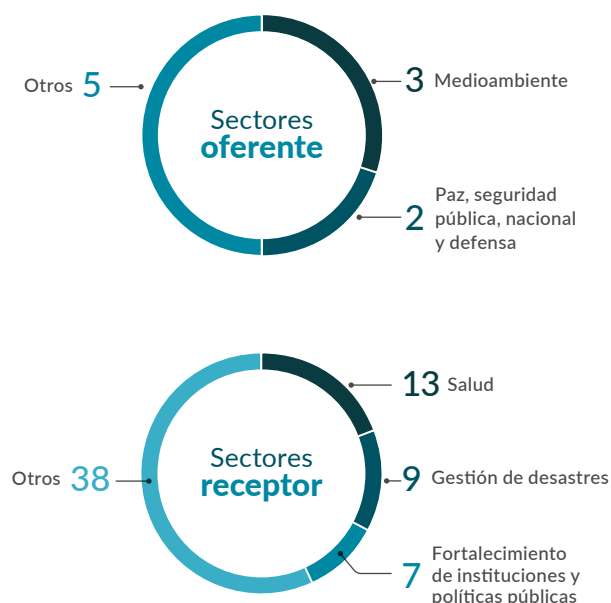 Otros 5
Sectores
oferente
3 Medioambiente
2 Paz, seguridad
pública, nacional
y defensa
Otros 38
Sectores
receptor
13 Salud
9 Gestión de desastres
7 Fortalecimiento
de instituciones y
políticas públicas